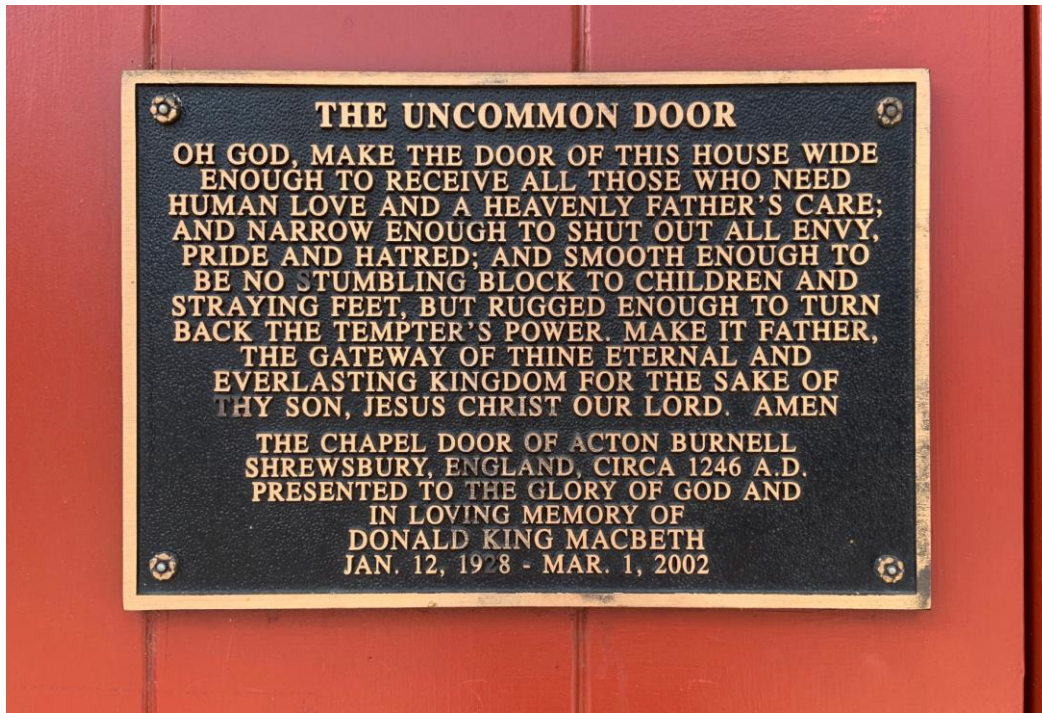 THE UNCOMMON DOOR
OH GOD, MAKE THE DOOR OF THIS HOUSE WIDE
ENOUGH TO RECEIVE ALL THOSE WHO NEED
HUMAN LOVE AND A HEAVENLY FATHER'S CARE;
AND NARROW ENOUGH TO SHUT OUT ALL ENVY,
PRIDE AND HATRED; AND SMOOTH ENOUGH TO
BE NO STUMBLING BLOCK TO CHILDREN AND
STRAYING FEET, BUT RUGGED ENOUGH TO TURN
BACK THE TEMPTER'S POWER. MAKE IT FATHER,
THE GATEWAY OF THINE ETERNAL AND
EVERLASTING KINGDOM FOR THE SAKE OF
THY SON, JESUS CHRIST OUR LORD. AMEN
THE CHAPEL DOOR OF ACTON BURNELL
SHREWSBURY, ENGLAND, CIRCA 1246 A.D.
PRESENTED TO THE GLORY OF GOD AND
IN LOVING MEMORY OF
DONALD KING MACBETH
JAN. 12, 1928 - MAR. 1, 2002